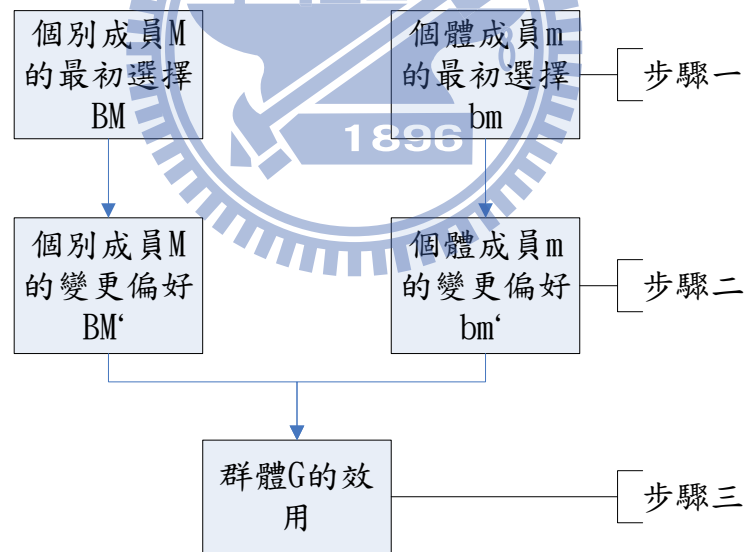 個別成員M
的最初選擇
BM
個體成員m
的最初選擇
bm
步驟一
1896
個別成員M
的變更偏好
BM‘
個體成員m
的變更偏好
bm‘
步驟二
群體G的效
用
步驟三